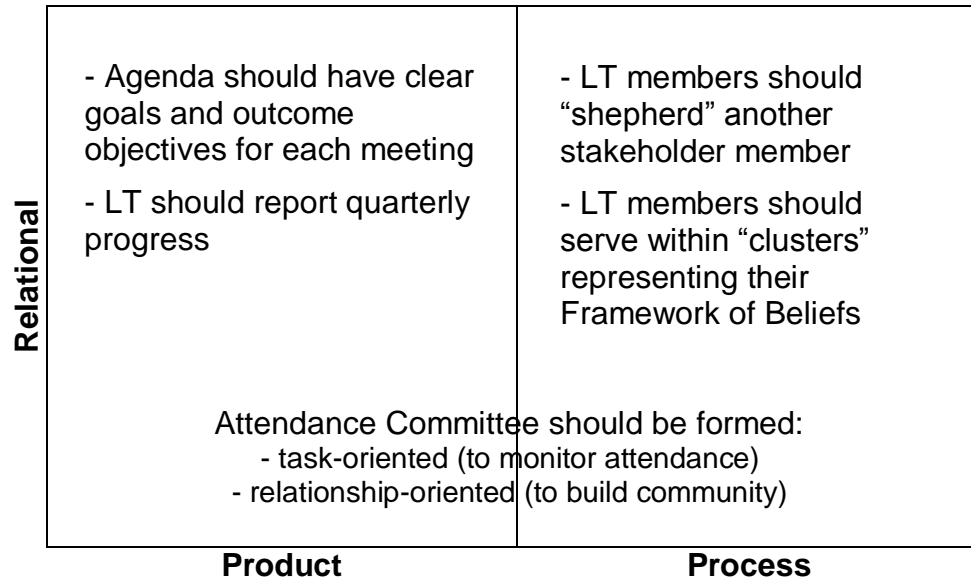 - Agenda should have clear
goals and outcome
objectives for each meeting
- LT should report quarterly
progress
- LT members should
“shepherd” another
stakeholder member
- LT members should
serve within “clusters”
representing their
Framework of Beliefs
Relational
Attendance Committee should be formed:
- task-oriented (to monitor attendance)
- relationship-oriented (to build community)
Product
Process